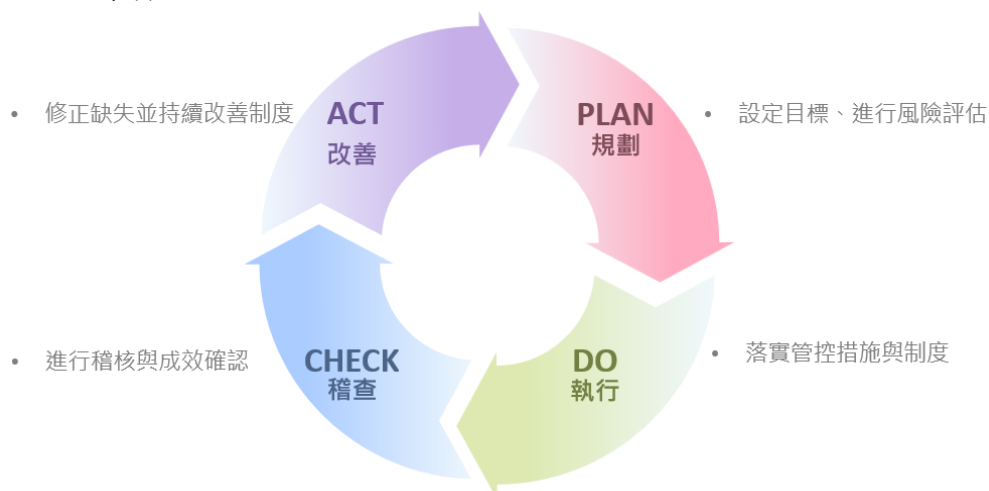 • 修正缺失並持續改善制度
ACT
改善
PLAN
規劃
• 設定目標、進行風險評估
• 進行稽核與成效確認
CHECK
稽查
DO
執行
• 落實管控措施與制度